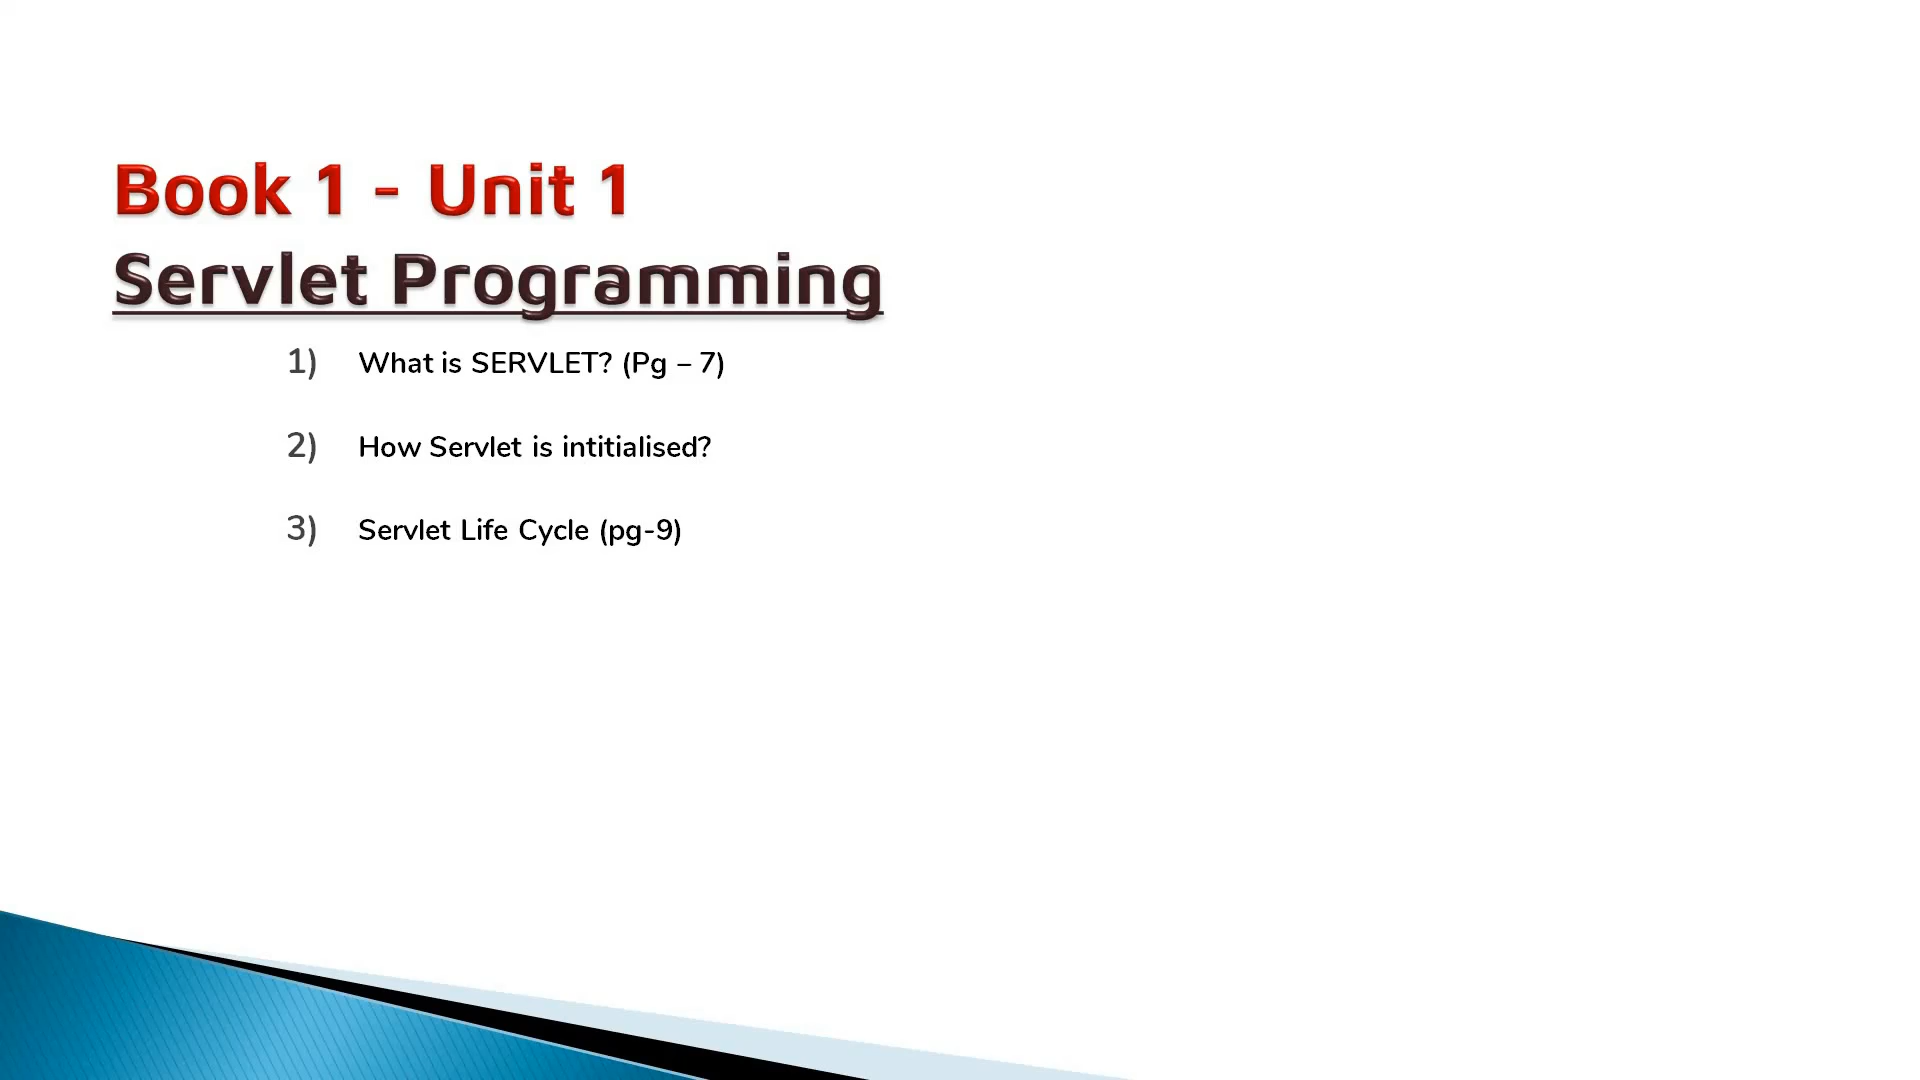 Book 1 - Unit 1
Servlet Programming
1) What is SERVLET? (Pg – 7)
2) How Servlet is intitialised?
3) Servlet Life Cycle (pg-9)